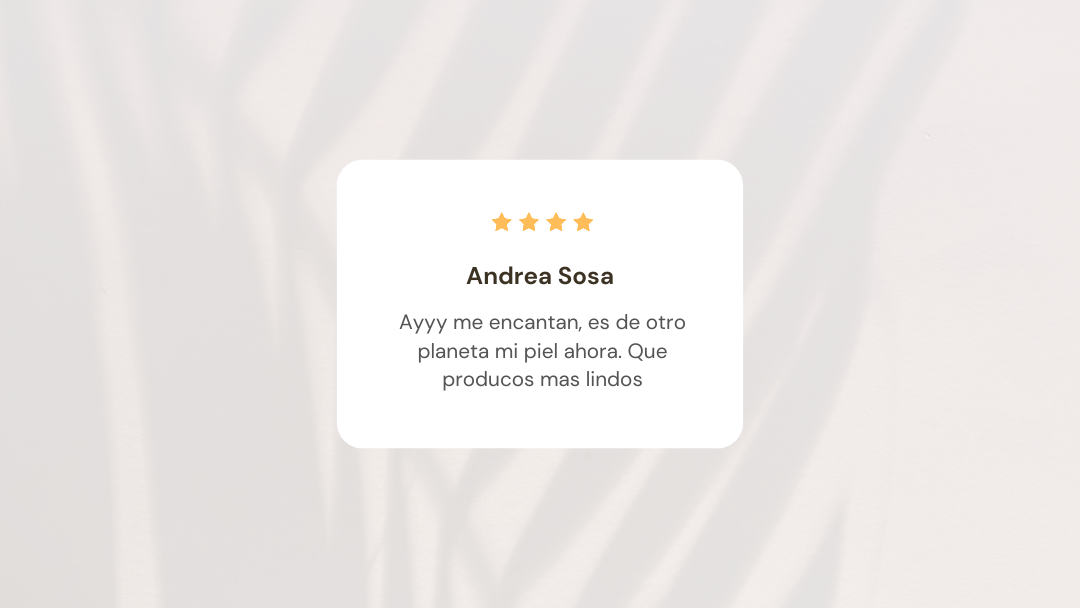 Andrea Sosa
Ayyy me encantan, es de otro
planeta mi piel ahora. Que
producos mas lindos